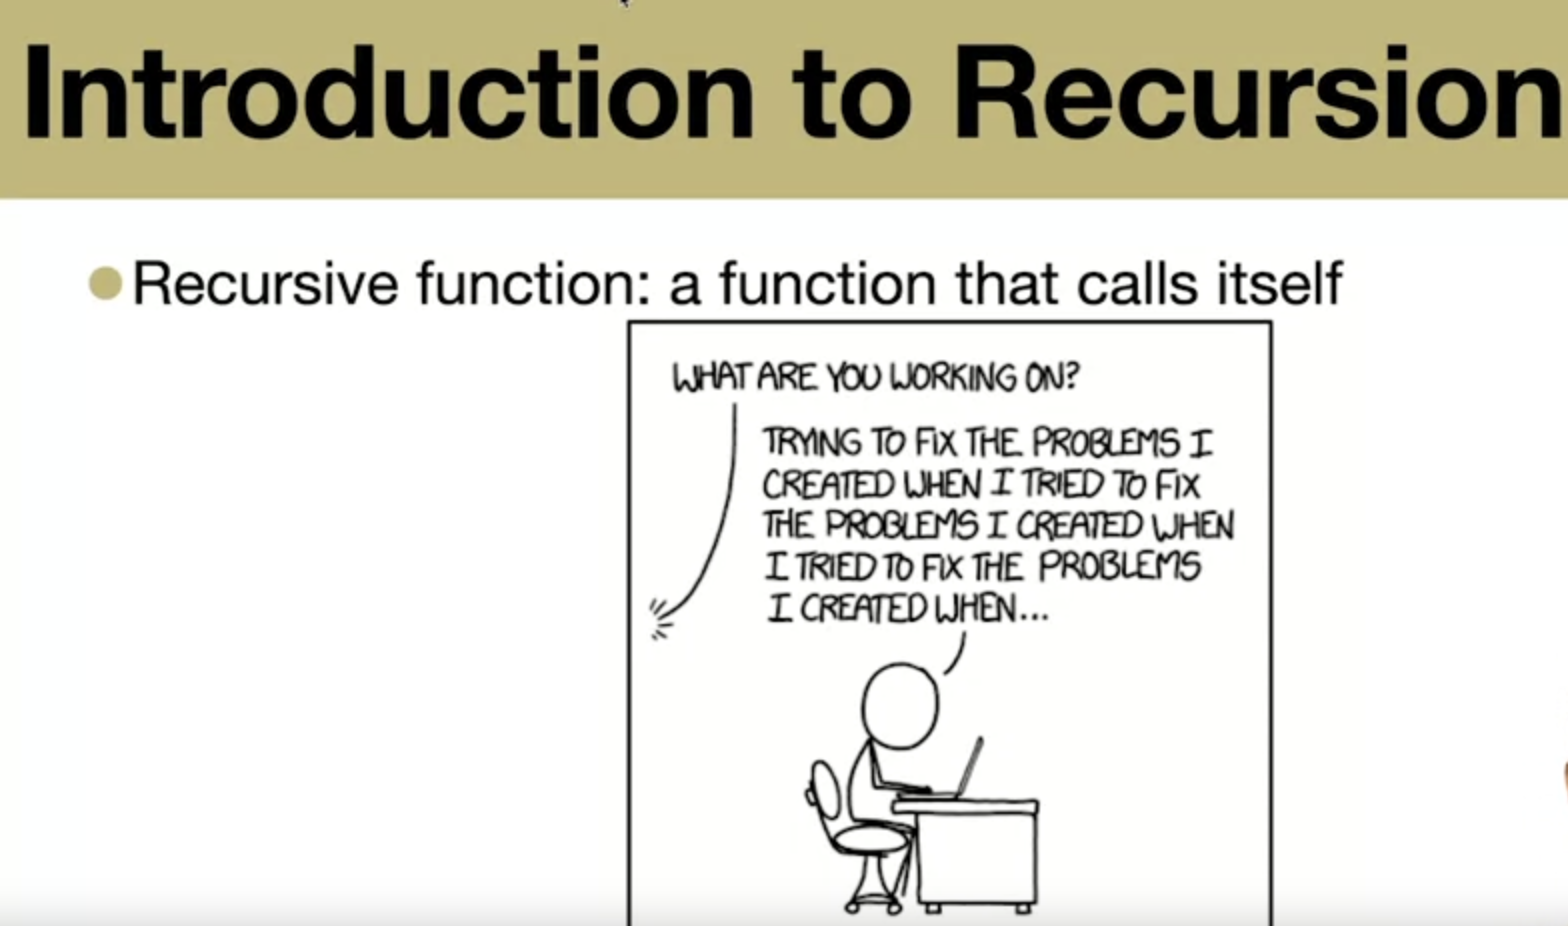 Introduction to Recursion
Recursive function: a function that calls itself
WHAT ARE YOU WORKING ON?
TRYING TO FIX THE PROBLEMS I
CREATED WHEN I TRIED TO FIX
THE PROBLEMS I CREATED WHEN
I TRIED TO FIX THE PROBLEMS
I CREATED WHEN...